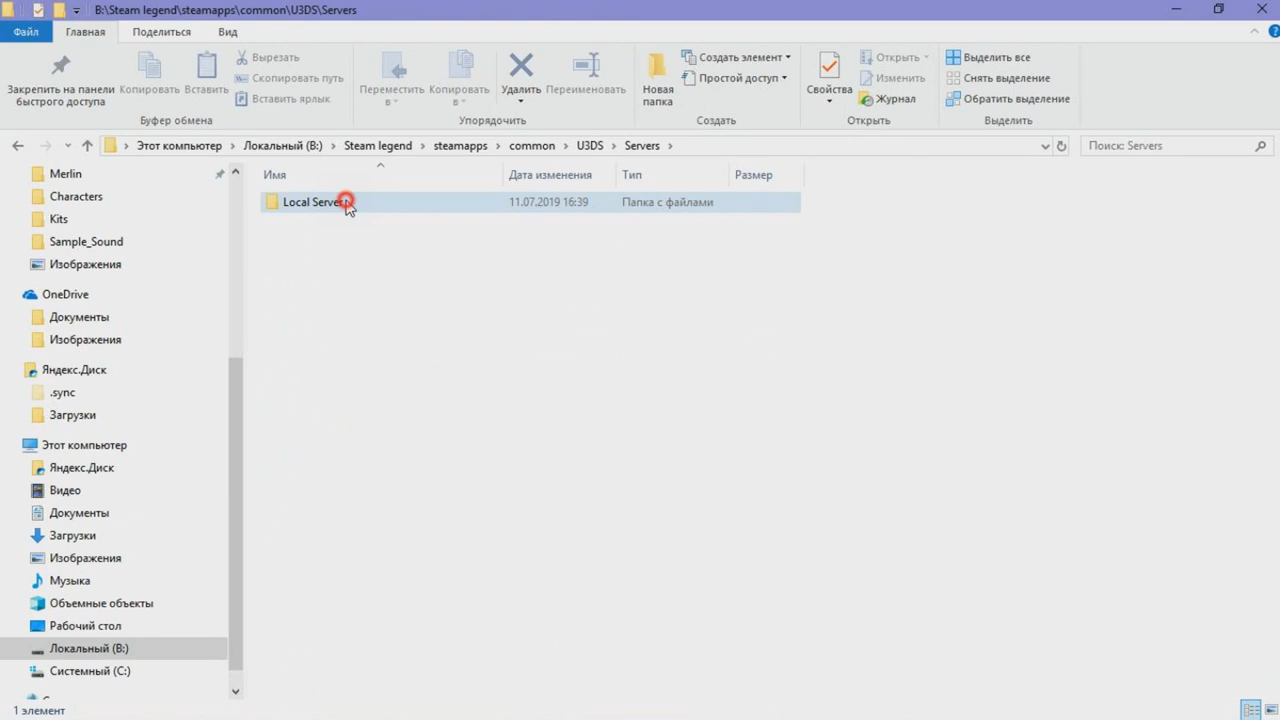 B:\Steam legend\steamapps\common\U3DS\Servers
Файл Главная Поделиться Вид
Закрепить на панели быстрого доступа
Копировать
Вставить
Вырезать
Скопировать путь
Вставить ярлык
Буфер обмена
Переместить в
Копировать в
Удалить
Переименовать
Упорядочить
Новая папка
Создать элемент
Простой доступ
Создать
Свойства
Открыть
Изменить
Журнал
Открыть
Выделить все
Снять выделение
Обратить выделение
Выделить
Этот компьютер Локальный (B:) Steam legend steamapps common U3DS Servers
Поиск: Servers
Merlin
Characters
Kits
Sample_Sound
Изображения
OneDrive
Документы
Изображения
Яндекс.Диск
.sync
Загрузки
Этот компьютер
Яндекс.Диск
Видео
Документы
Загрузки
Изображения
Музыка
Объемные объекты
Рабочий стол
Локальный (B:)
Системный (C:)
Имя Дата изменения Тип Размер
Local Server 11.07.2019 16:39 Папка с файлами
1 элемент